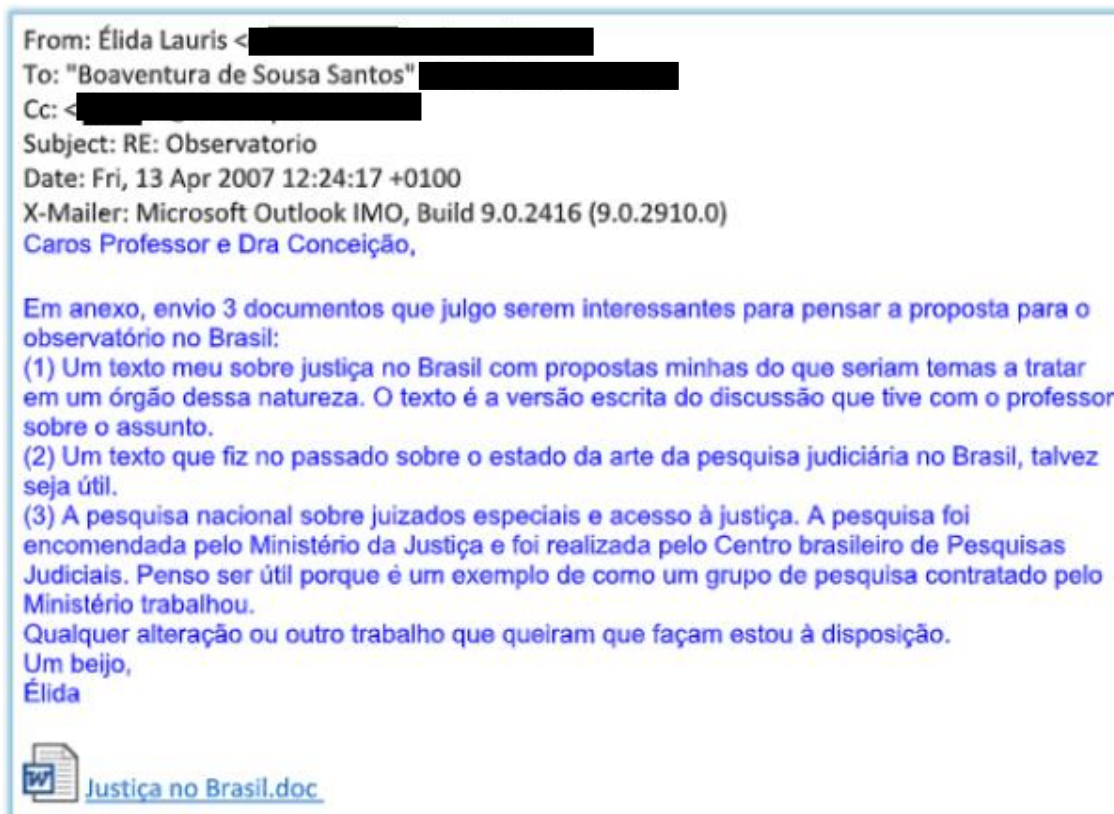 From: Élida Lauris <
To: "Boaventura de Sousa Santos"
Cc: <
Subject: RE: Observatorio
Date: Fri, 13 Apr 2007 12:24:17 +0100
X-Mailer: Microsoft Outlook IMO, Build 9.0.2416 (9.0.2910.0)
Caros Professor e Dra Conceição,
Em anexo, envio 3 documentos que julgo serem interessantes para pensar a proposta para o
observatório no Brasil:
(1) Um texto meu sobre justiça no Brasil com propostas minhas do que seriam temas a tratar
em um órgão dessa natureza. O texto é a versão escrita do discussão que tive com o professor
sobre o assunto.
(2) Um texto que fiz no passado sobre o estado da arte da pesquisa judiciária no Brasil, talvez
seja útil.
(3) A pesquisa nacional sobre juizados especiais e acesso à justiça. A pesquisa foi
encomendada pelo Ministério da Justiça e foi realizada pelo Centro brasileiro de Pesquisas
Judiciais. Penso ser útil porque é um exemplo de como um grupo de pesquisa contratado pelo
Ministério trabalhou.
Qualquer alteração ou outro trabalho que queiram que façam estou à disposição.
Um beijo,
Élida
Justiça no Brasil.doc